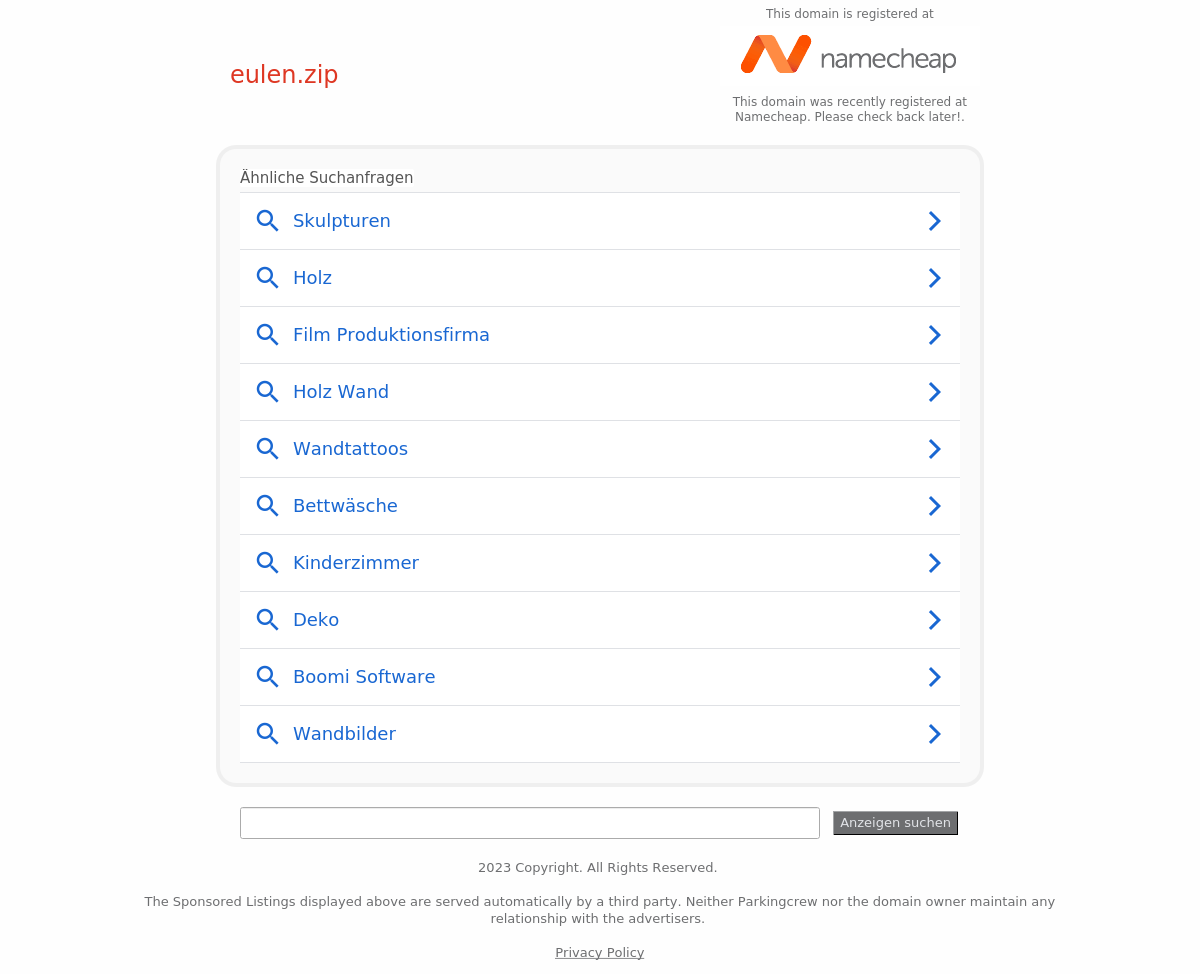 This domain is registered at
namecheap
eulen.zip
This domain was recently registered at
Namecheap. Please check back later!.
Ähnliche Suchanfragen
Skulpturen
Holz
Film Produktionsfirma
Holz Wand
Wandtattoos
Bettwäsche
Kinderzimmer
Deko
Boomi Software
Wandbilder
Anzeigen suchen
2023 Copyright. All Rights Reserved.
The Sponsored Listings displayed above are served automatically by a third party. Neither Parkingcrew nor the domain owner maintain any
relationship with the advertisers.
Privacy Policy